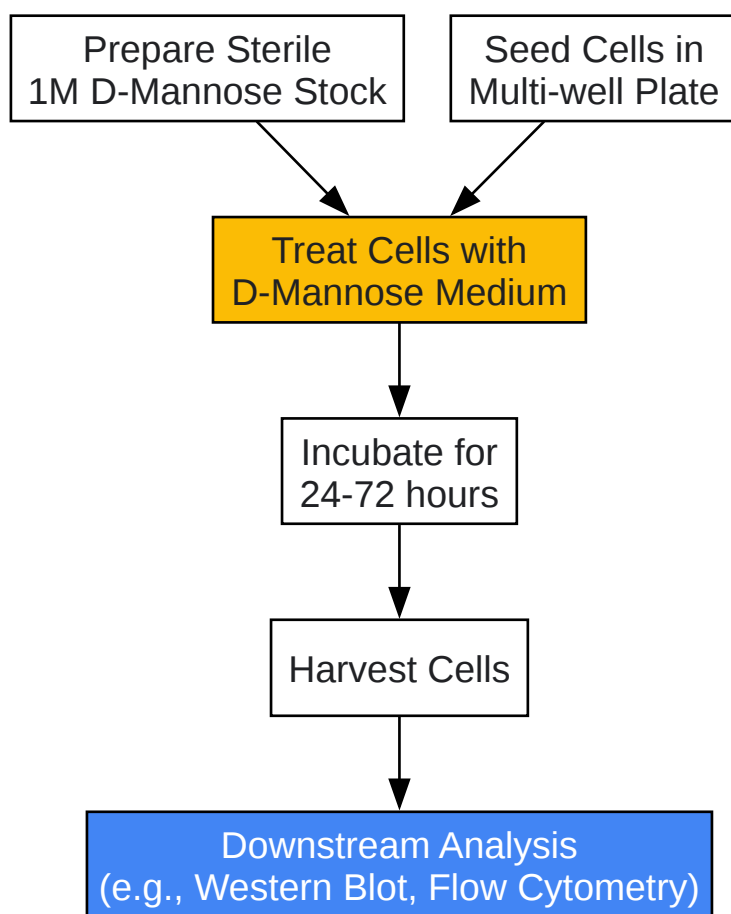 Prepare Sterile
1M D-Mannose Stock
Seed Cells in
Multi-well Plate
Treat Cells with
D-Mannose Medium
Incubate for
24-72 hours
Harvest Cells
Downstream Analysis
(e.g., Western Blot, Flow Cytometry)